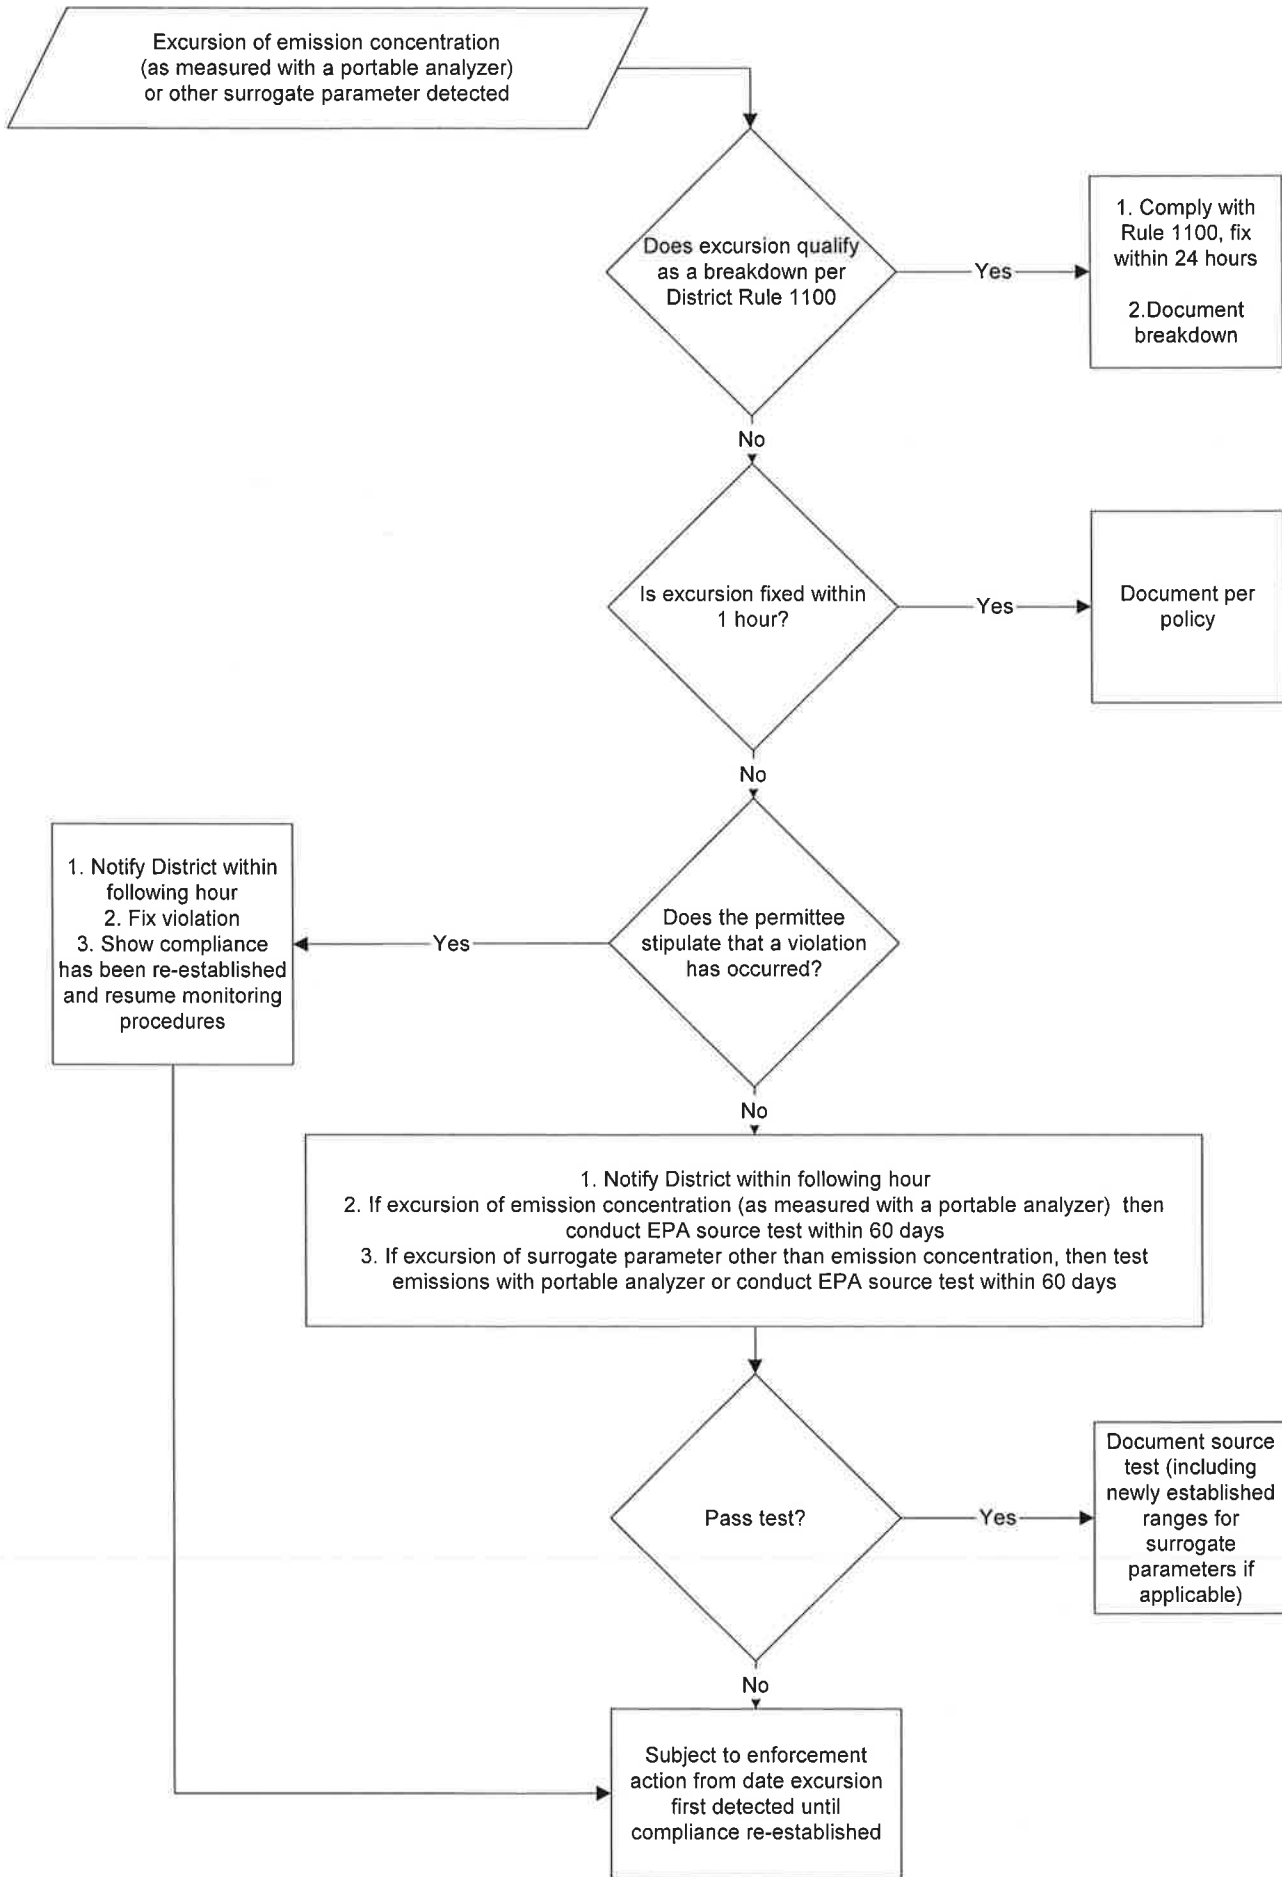 Excursion of emission concentration
(as measured with a portable analyzer)
or other surrogate parameter detected
Does excursion qualify
as a breakdown per
District Rule 1100
Yes
1. Comply with
Rule 1100, fix
within 24 hours
2.Document
breakdown
No
Is excursion fixed within
1 hour?
Yes
Document per
policy
No
Does the permittee
stipulate that a violation
has occurred?
Yes
1. Notify District within
following hour
2. Fix violation
3. Show compliance
has been re-established
and resume monitoring
procedures
No
1. Notify District within following hour
2. If excursion of emission concentration (as measured with a portable analyzer) then
conduct EPA source test within 60 days
3. If excursion of surrogate parameter other than emission concentration, then test
emissions with portable analyzer or conduct EPA source test within 60 days
Pass test?
Yes
Document source
test (including
newly established
ranges for
surrogate
parameters if
applicable)
No
Subject to enforcement
action from date excursion
first detected until
compliance re-established